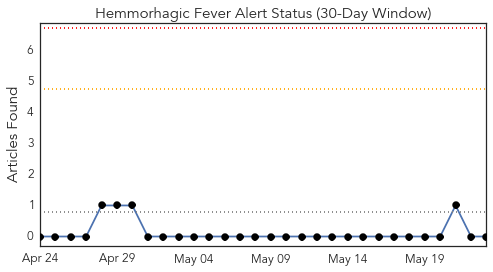 Hemmorhagic Fever Alert Status (30-Day Window)
Articles Found
6
5
4
3
2
1
0
Apr 24 Apr 29 May 04 May 09 May 14 May 19